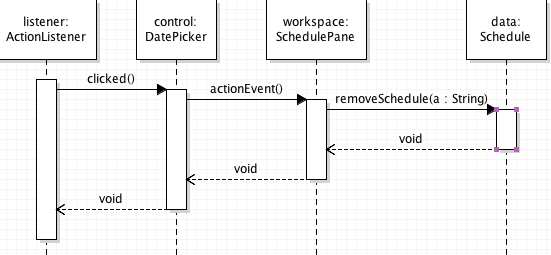 listener:
ActionListener
control:
DatePicker
workspace:
SchedulePane
data:
Schedule
clicked()
actionEvent()
removeSchedule(a : String)
void
void
void